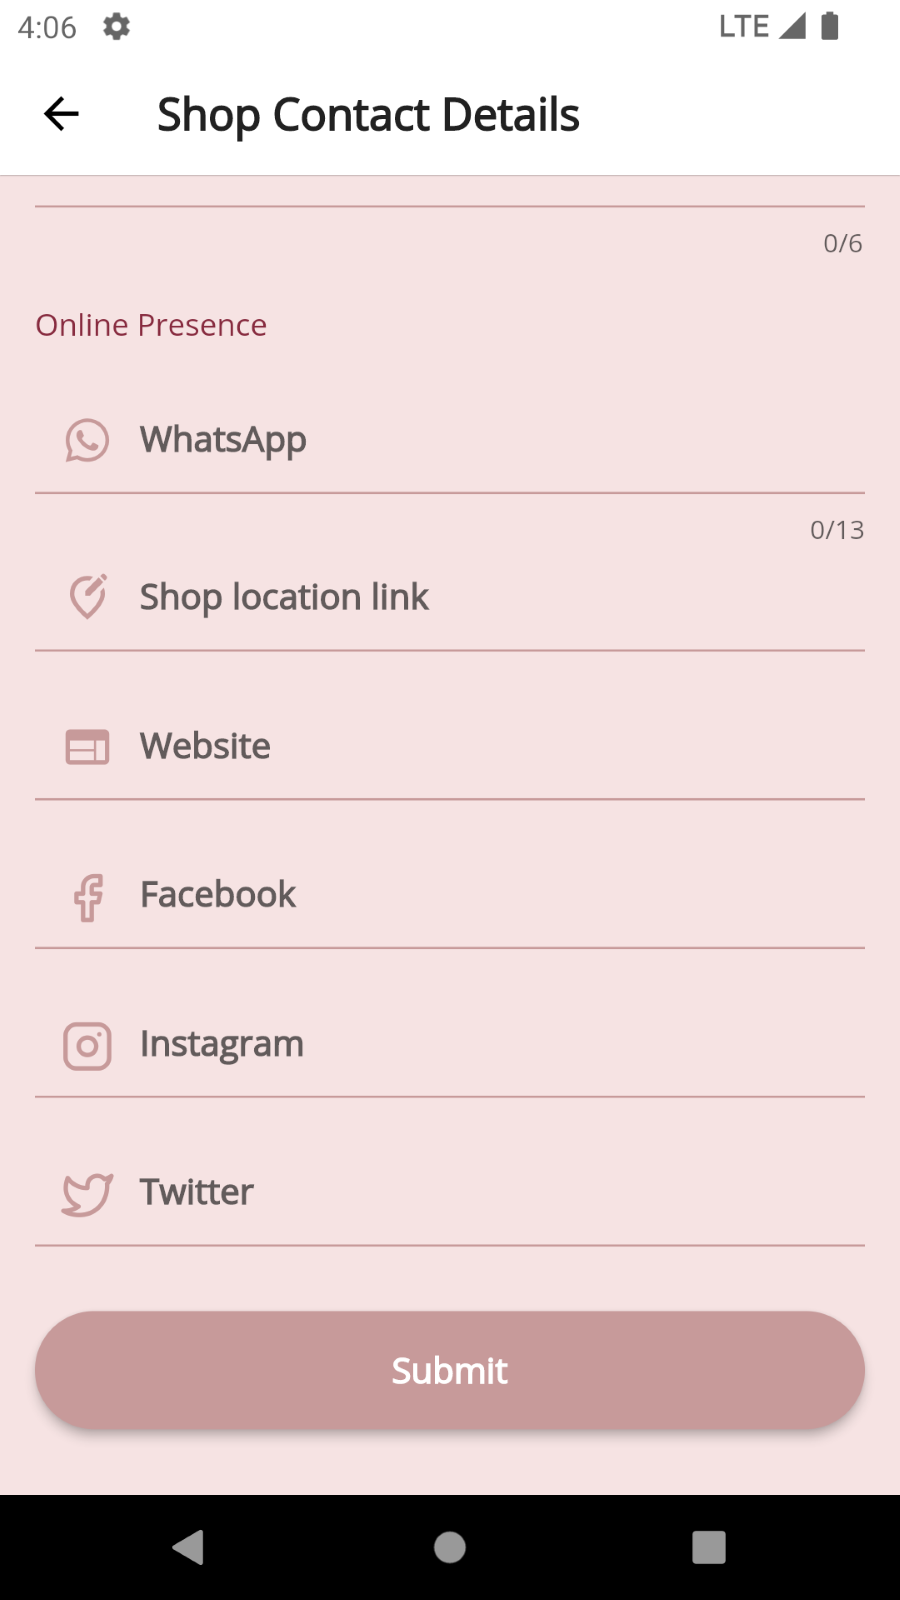 4:06 LTE
Shop Contact Details
0/6
Online Presence
WhatsApp
0/13
Shop location link
Website
Facebook
Instagram
Twitter
Submit